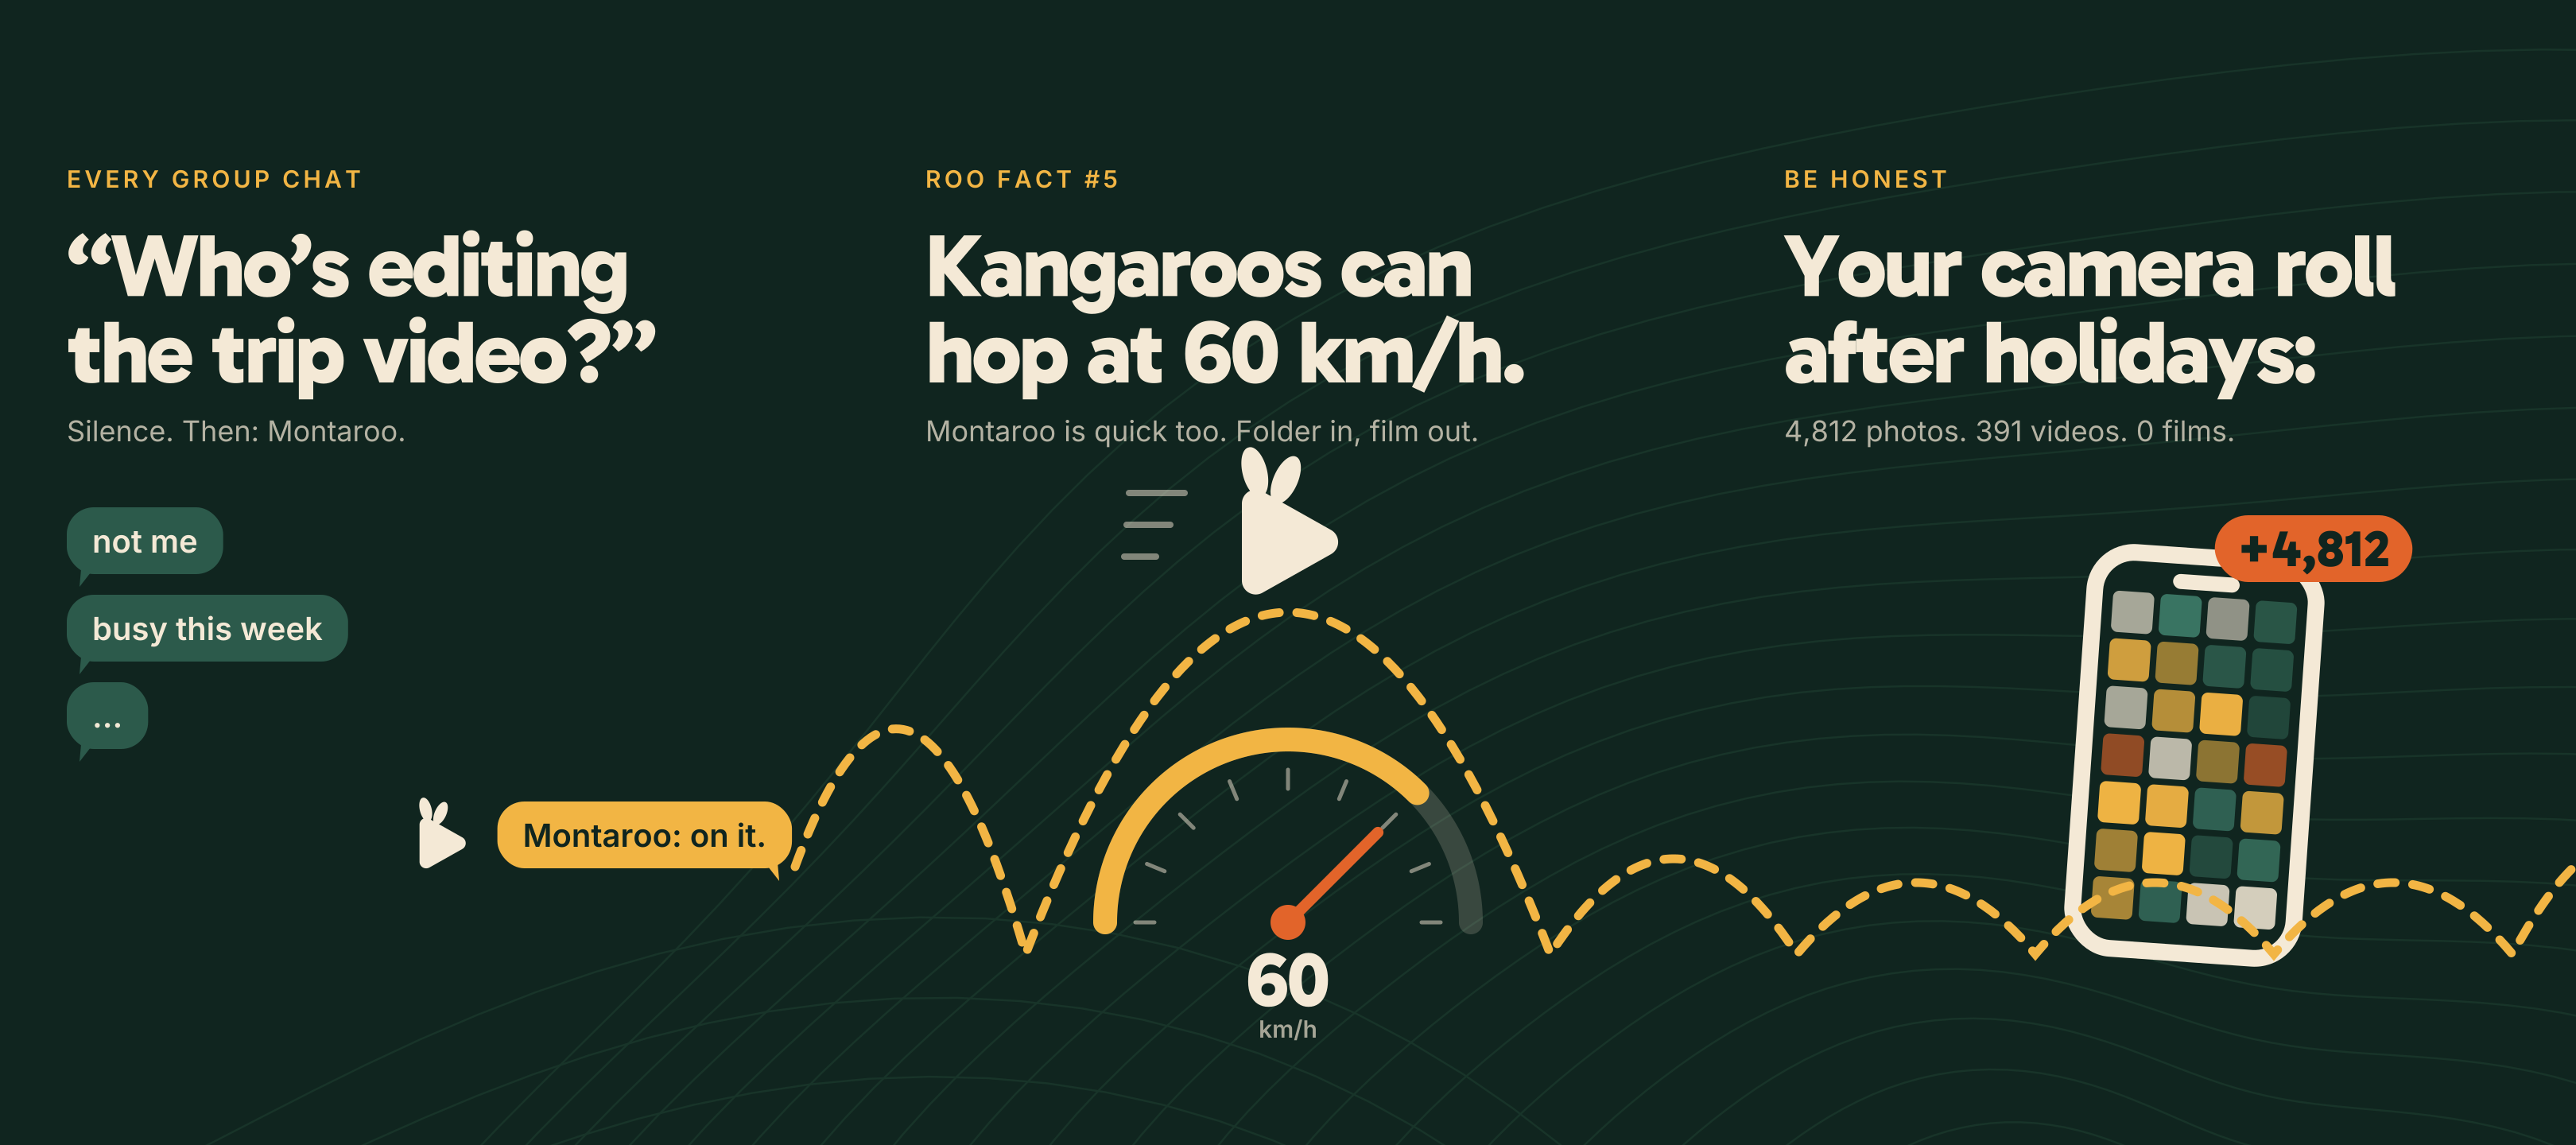 EVERY GROUP CHAT
“Who’s editing
the trip video?”
Silence. Then: Montaroo.
not me
busy this week
...
Montaroo: on it.
ROO FACT #5
Kangaroos can
hop at 60 km/h.
Montaroo is quick too. Folder in, film out.
60
km/h
BE HONEST
Your camera roll
after holidays:
4,812 photos. 391 videos. 0 films.
+4,812